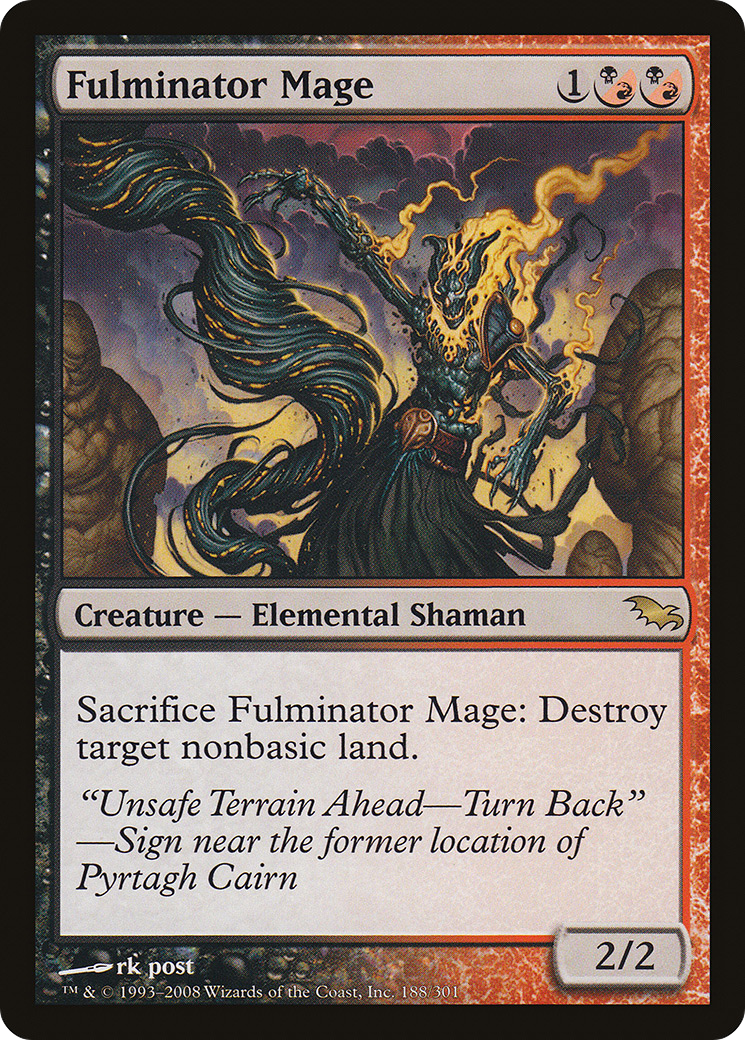 Fulminator Mage 1
Creature — Elemental Shaman
Sacrifice Fulminator Mage: Destroy
target nonbasic land.
“Unsafe Terrain Ahead—Turn Back”
—Sign near the former location of
Pyrtagh Cairn
2/2
rk post
™ & © 1993–2008 Wizards of the Coast, Inc. 188/301